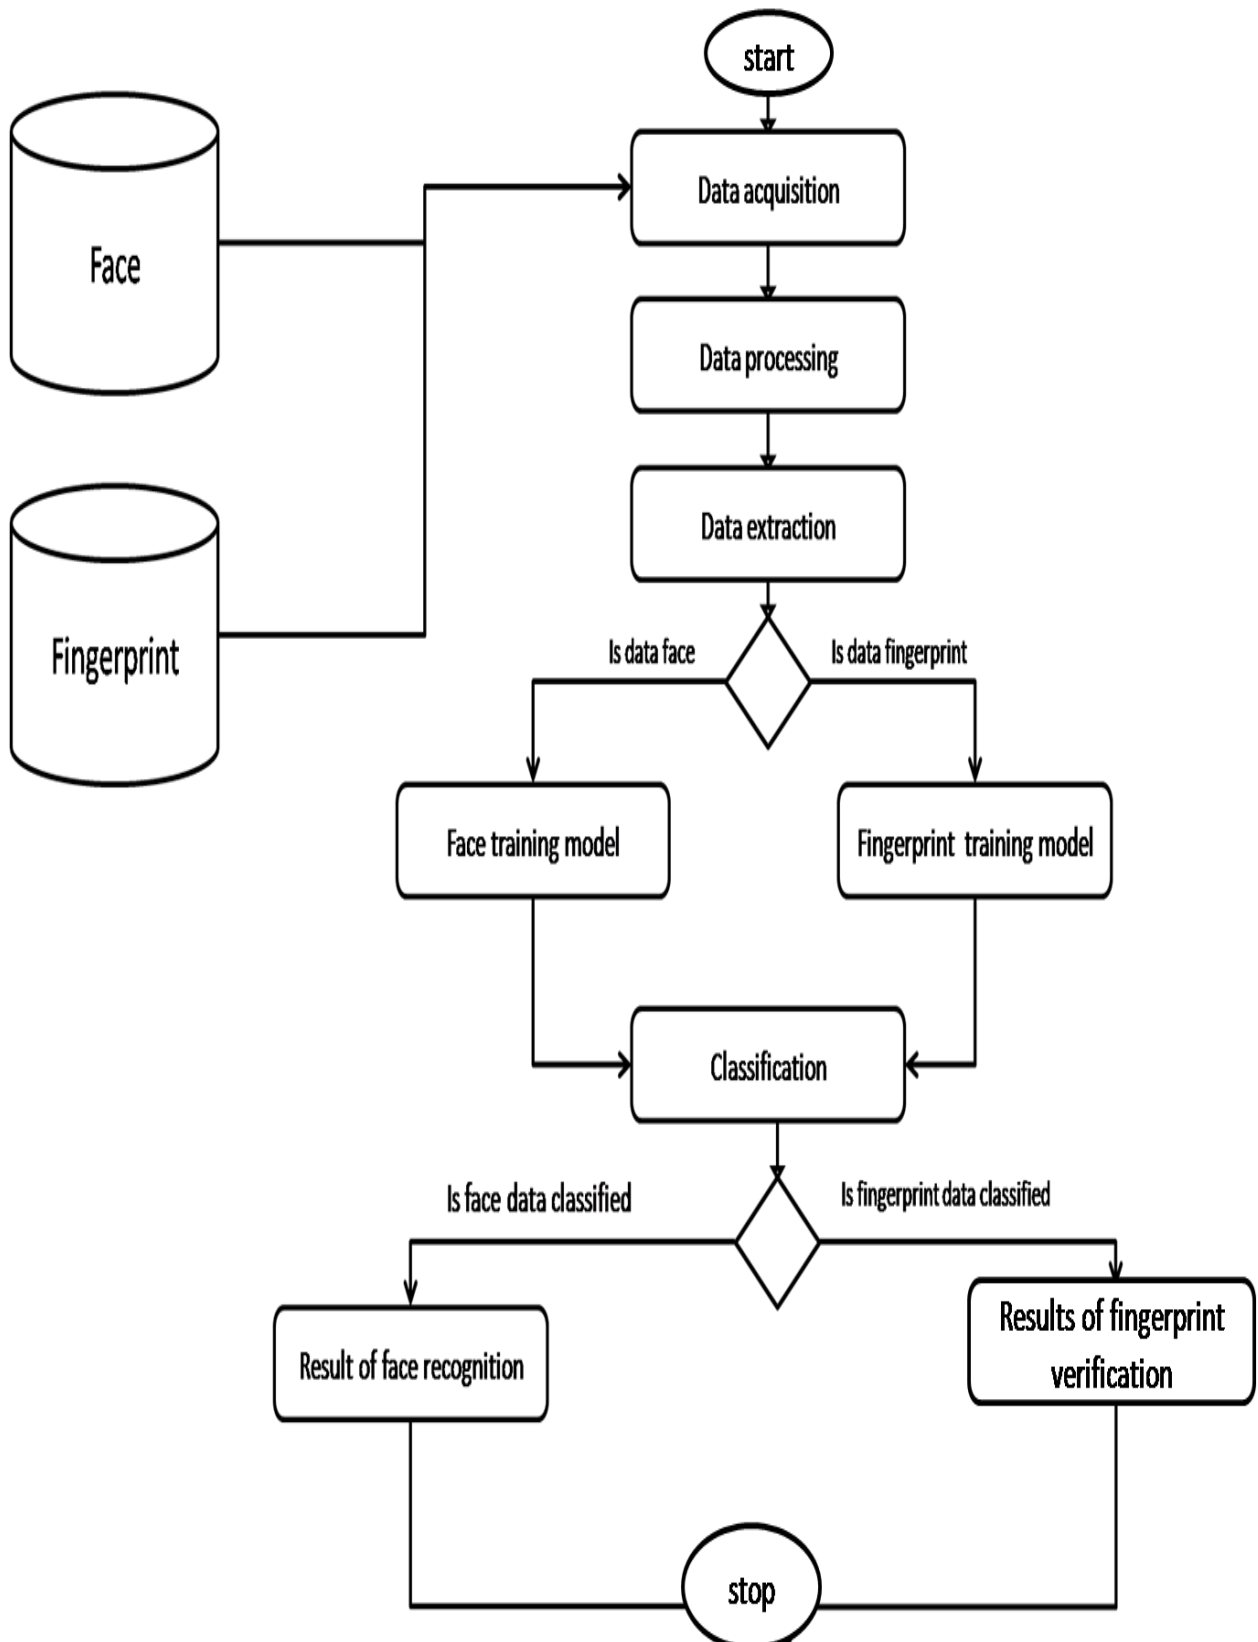 start
Data acquisition
Face
Data processing
Data extraction
Fingerprint
Is data face
Is data fingerprint
Face training model
Fingerprint training model
Classification
Is face data classified
Is fingerprint data classified
Result of face recognition
Results of fingerprint
verification
stop